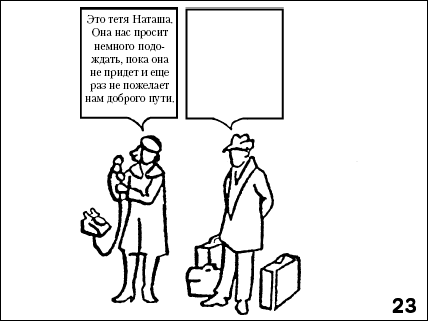 Это тетя Наташа.
Она нас просит
немного подо-
ждать, пока она
не придет и еще
раз не пожелает
нам доброго пути.
23